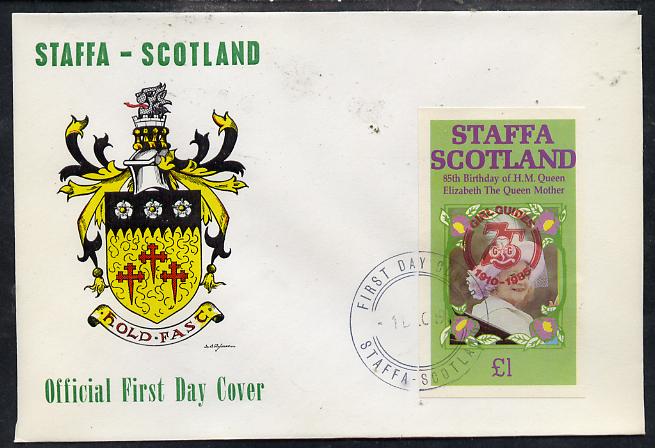 STAFFA - SCOTLAND
HOLD·FAST
Official First Day Cover
STAFFA
SCOTLAND
85th Birthday of H.M. Queen
Elizabeth The Queen Mother
GIRL GUIDES
75
1910-1985
£1
FIRST DAY
STAFFA-SCOTLA